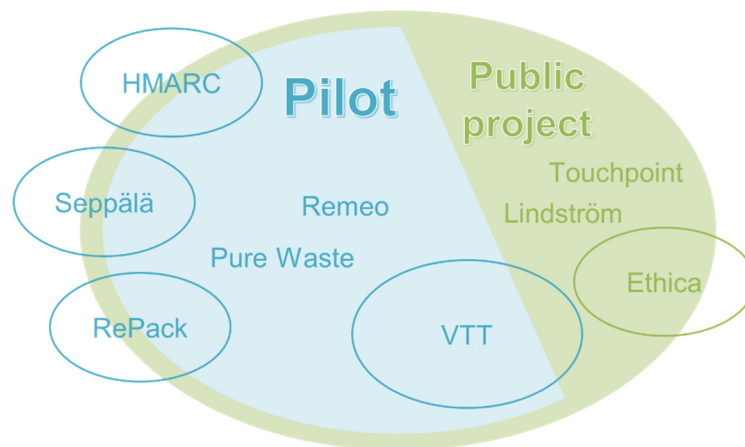 HMARC
Pilot
Public
project
Touchpoint
Seppälä
Remeo
Lindström
Pure Waste
Ethica
RePack
VTT